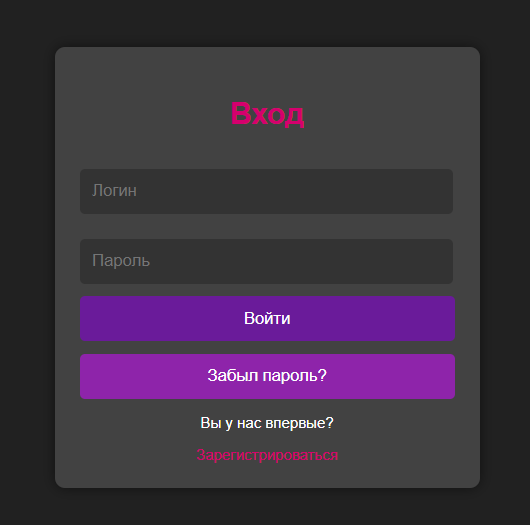 Вход
Логин
Пароль
Войти
Забыл пароль?
Вы у нас впервые?
Зарегистрироваться